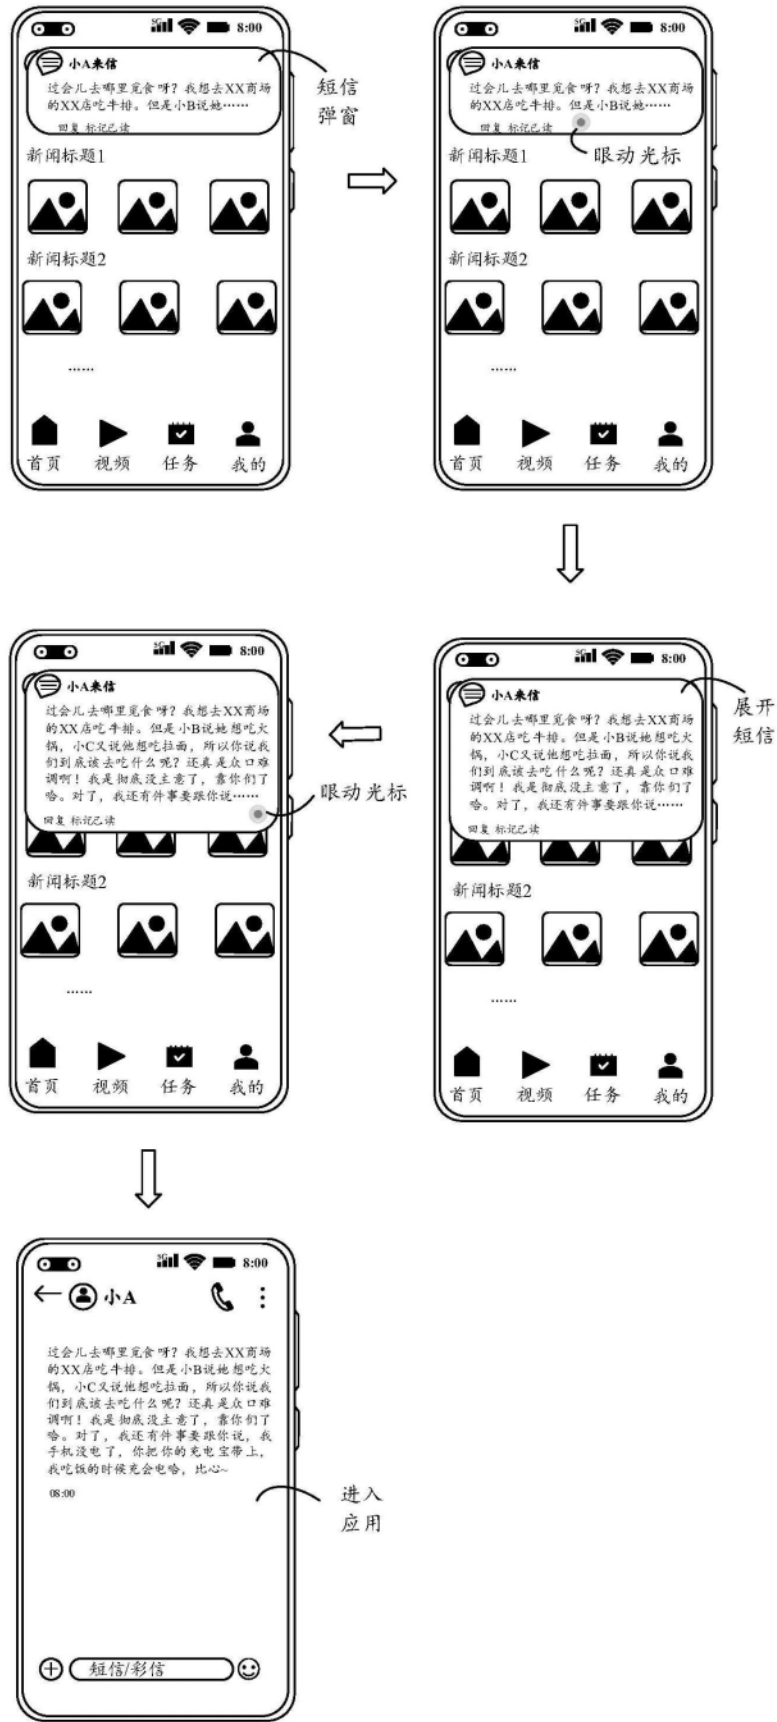 5G 8:00
小A来信
过会儿去哪里觅食呀？我想去XX商场
的XX店吃牛排。但是小B说她……
回复 标记已读
新闻标题1
新闻标题2
……
首页 视频 任务 我的
短信
弹窗
5G 8:00
小A来信
过会儿去哪里觅食呀？我想去XX商场
的XX店吃牛排。但是小B说她……
回复 标记已读
眼动光标
新闻标题1
新闻标题2
……
首页 视频 任务 我的
5G 8:00
小A来信
过会儿去哪里觅食呀？我想去XX商场
的XX店吃牛排。但是小B说她想吃火
锅，小C又说他想吃拉面，所以你说我
们到底该去吃什么呢？还真是众口难
调啊！我是彻底没主意了，靠你们了
哈。对了，我还有件事要跟你说……
回复 标记已读
展开
短信
新闻标题2
……
首页 视频 任务 我的
5G 8:00
小A来信
过会儿去哪里觅食呀？我想去XX商场
的XX店吃牛排。但是小B说她想吃火
锅，小C又说他想吃拉面，所以你说我
们到底该去吃什么呢？还真是众口难
调啊！我是彻底没主意了，靠你们了
哈。对了，我还有件事要跟你说……
回复 标记已读
眼动光标
新闻标题2
……
首页 视频 任务 我的
5G 8:00
小A
过会儿去哪里觅食呀？我想去XX商场
的XX店吃牛排。但是小B说她想吃火
锅，小C又说他想吃拉面，所以你说我
们到底该去吃什么呢？还真是众口难
调啊！我是彻底没主意了，靠你们了
哈。对了，我还有件事要跟你说，我
手机没电了，你把你的充电宝带上，
我吃饭的时候充会电哈，比心~
08:00
进入
应用
短信/彩信